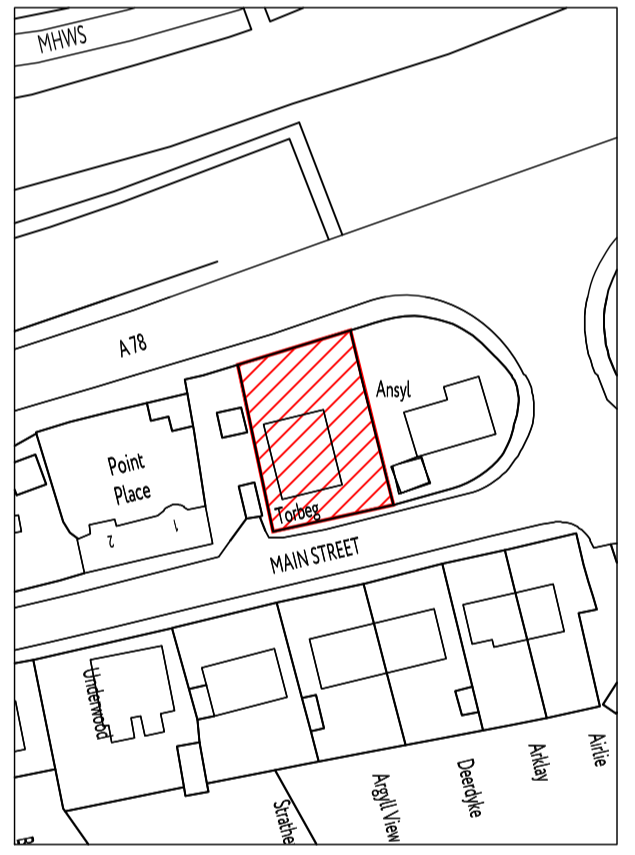 MHWS
A 78
Ansyl
Point
Place
1
2
Torbeg
MAIN STREET
Underwood
Airlie
Arklay
Deerdyke
Argyll View
Strathe
B